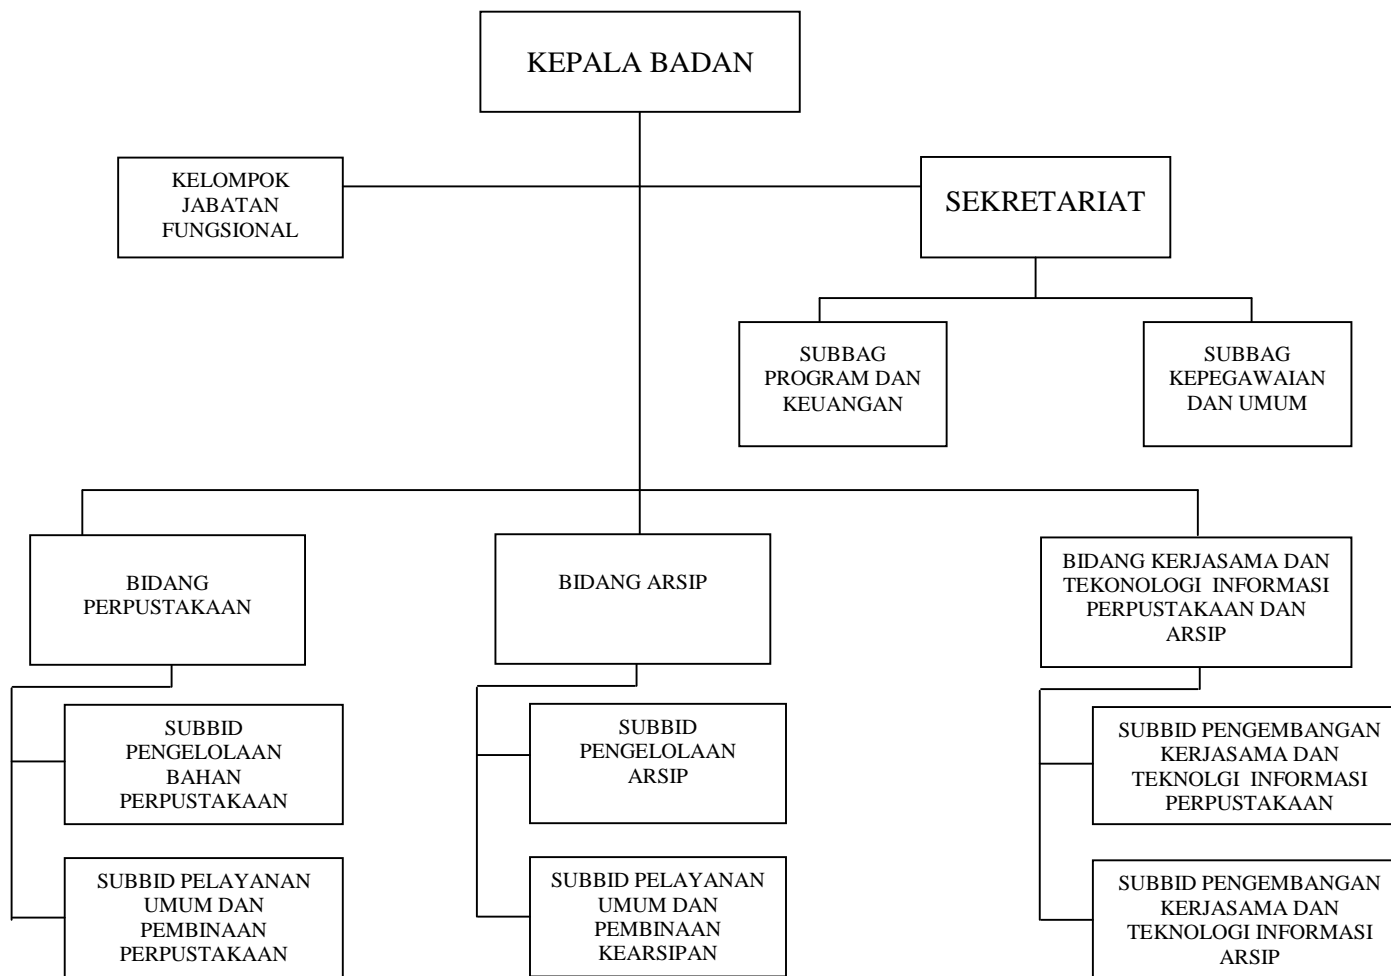 KEPALA BADAN
KELOMPOK
JABATAN
FUNGSIONAL
SEKRETARIAT
SUBBAG
PROGRAM DAN
KEUANGAN
SUBBAG
KEPEGAWAIAN
DAN UMUM
BIDANG
PERPUSTAKAAN
BIDANG ARSIP
BIDANG KERJASAMA DAN
TEKONOLOGI INFORMASI
PERPUSTAKAAN DAN
ARSIP
SUBBID
PENGELOLAAN
BAHAN
PERPUSTAKAAN
SUBBID
PENGELOLAAN
ARSIP
SUBBID PENGEMBANGAN
KERJASAMA DAN
TEKNOLGI INFORMASI
PERPUSTAKAAN
SUBBID PELAYANAN
UMUM DAN
PEMBINAAN
PERPUSTAKAAN
SUBBID PELAYANAN
UMUM DAN
PEMBINAAN
KEARSIPAN
SUBBID PENGEMBANGAN
KERJASAMA DAN
TEKNOLOGI INFORMASI
ARSIP